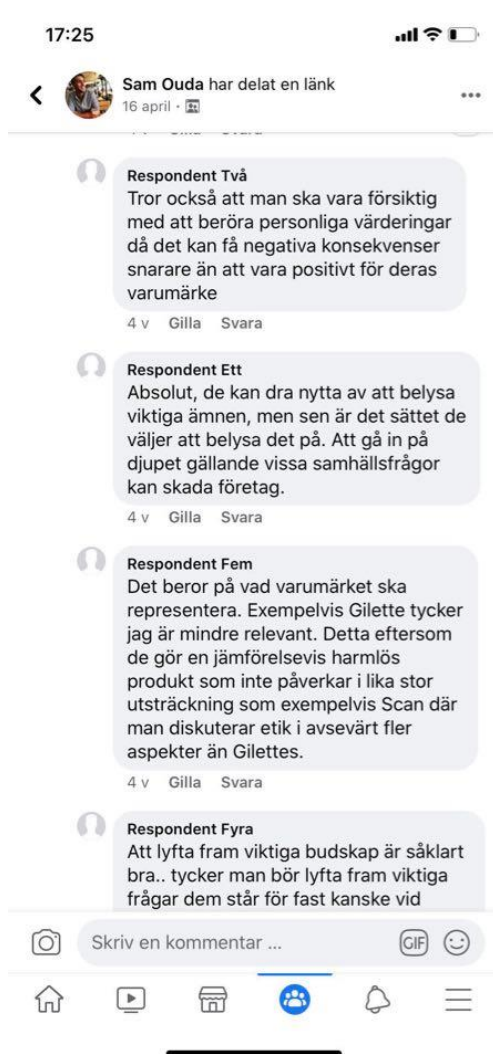 17:25
Sam Ouda har delat en länk
16 april ·
Respondent Två
Tror också att man ska vara försiktig
med att beröra personliga värderingar
då det kan få negativa konsekvenser
snarare än att vara positivt för deras
varumärke
4 v Gilla Svara
Respondent Ett
Absolut, de kan dra nytta av att belysa
viktiga ämnen, men sen är det sättet de
väljer att belysa det på. Att gå in på
djupet gällande vissa samhällsfrågor
kan skada företag.
4 v Gilla Svara
Respondent Fem
Det beror på vad varumärket ska
representera. Exempelvis Gilette tycker
jag är mindre relevant. Detta eftersom
de gör en jämförelsevis harmlös
produkt som inte påverkar i lika stor
utsträckning som exempelvis Scan där
man diskuterar etik i avsevärt fler
aspekter än Gilettes.
4 v Gilla Svara
Respondent Fyra
Att lyfta fram viktiga budskap är såklart
bra.. tycker man bör lyfta fram viktiga
frågar dem står för fast kanske vid
Skriv en kommentar ...
GIF